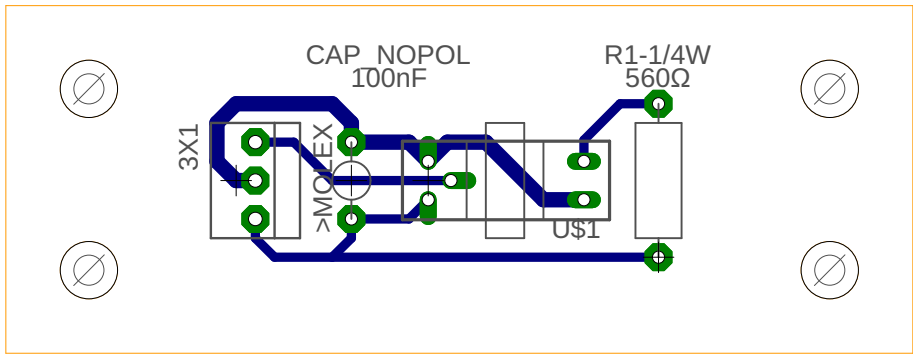 CAP_NOPOL
100nF
R1-1/4W
560Ω
3X1
>MOLEX
U$1